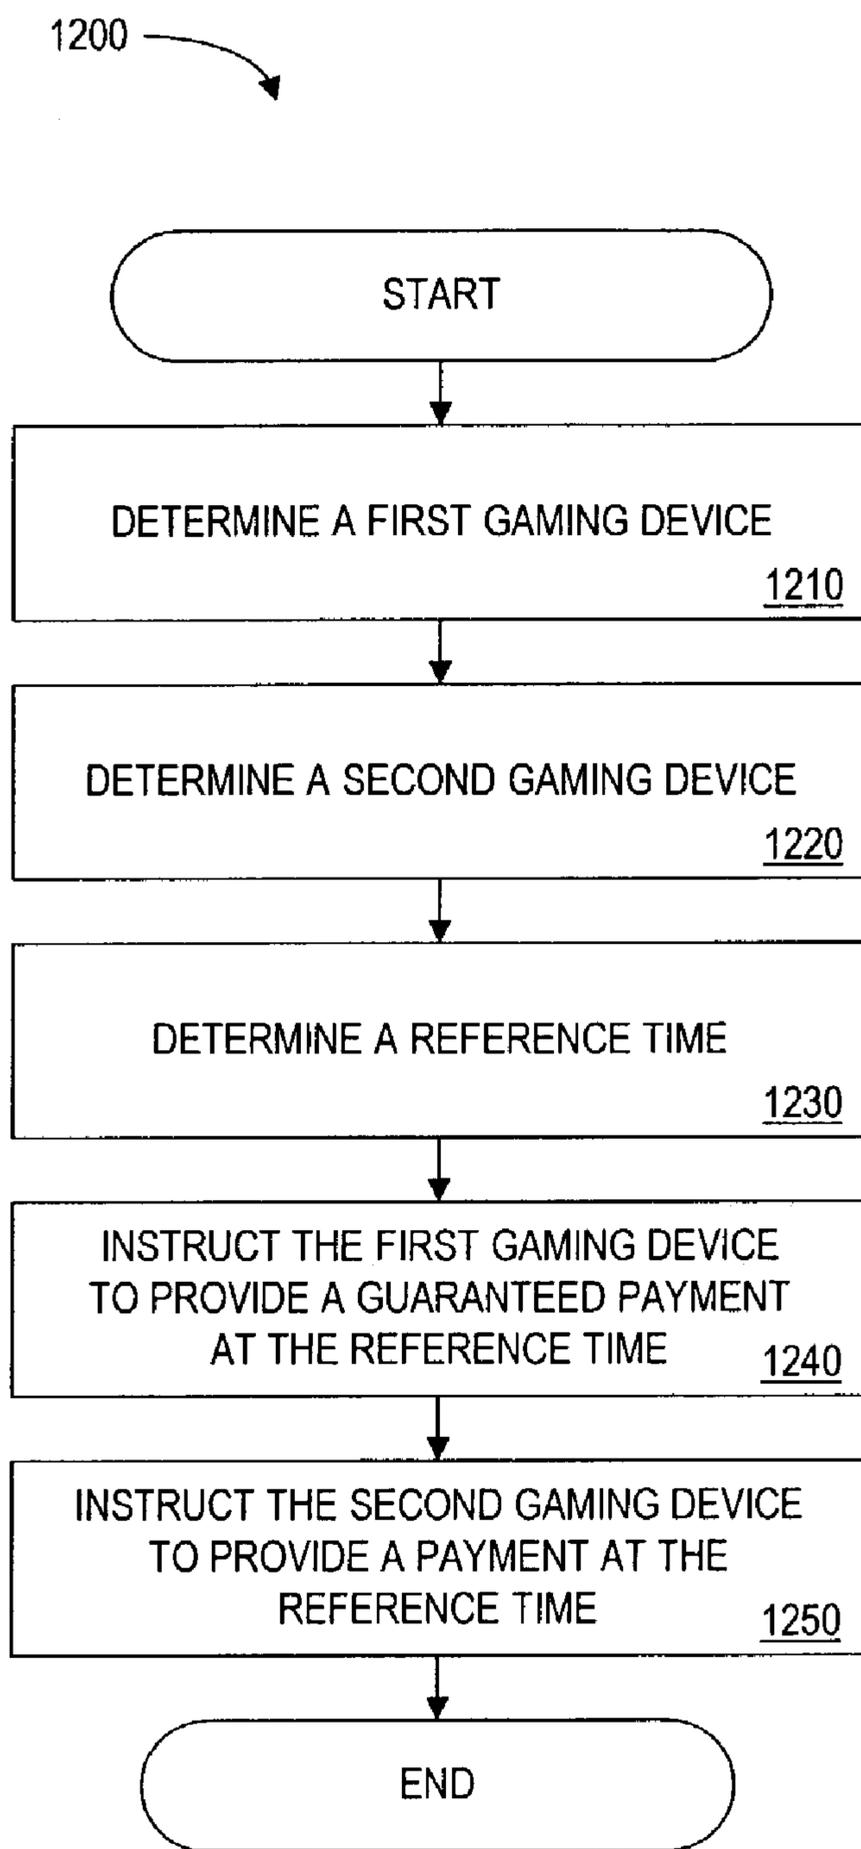 1200
START
DETERMINE A FIRST GAMING DEVICE
1210
DETERMINE A SECOND GAMING DEVICE
1220
DETERMINE A REFERENCE TIME
1230
INSTRUCT THE FIRST GAMING DEVICE
TO PROVIDE A GUARANTEED PAYMENT
AT THE REFERENCE TIME
1240
INSTRUCT THE SECOND GAMING DEVICE
TO PROVIDE A PAYMENT AT THE
REFERENCE TIME
1250
END